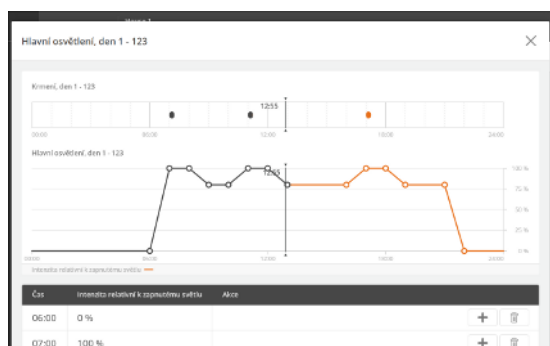 Hlavní osvětlení, den 1 - 123
Krmení, den 1 - 123
12:55
00:00 06:00 12:00 18:00 24:00
Hlavní osvětlení, den 1 - 123
100 %
12:55
75 %
50 %
25 %
0 %
00:00 06:00 12:00 18:00 24:00
Intenzita relativní k zapnutému světlu
Čas Intenzita relativní k zapnutému světlu Akce
06:00 0 %
07:00 100 %